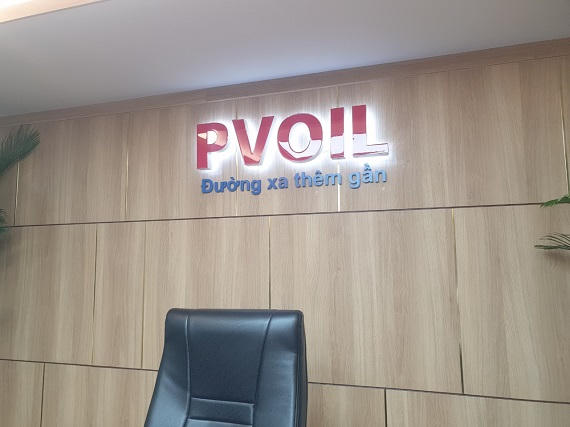 PVOIL
Đường xa thêm gần